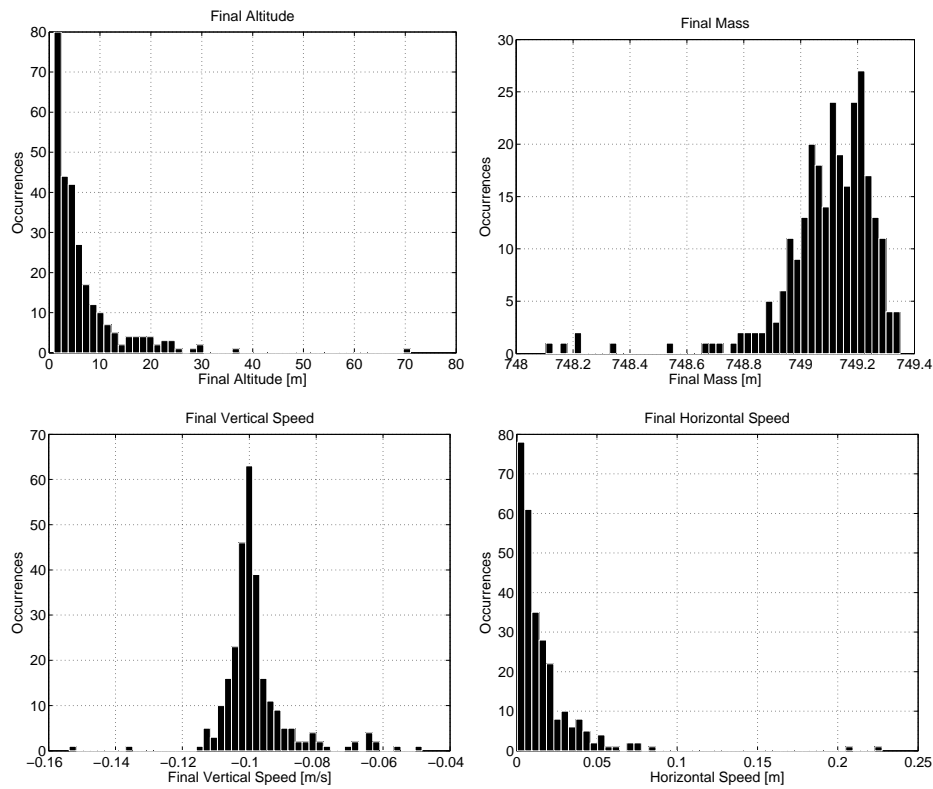 Final Altitude
80
70
60
50
40
30
20
10
0
Occurrences
0 10 20 30 40 50 60 70 80
Final Altitude [m]
Final Mass
30
25
20
15
10
5
0
Occurrences
748 748.2 748.4 748.6 748.8 749 749.2 749.4
Final Mass [m]
Final Vertical Speed
70
60
50
40
30
20
10
0
Occurrences
−0.16 −0.14 −0.12 −0.1 −0.08 −0.06 −0.04
Final Vertical Speed [m/s]
Final Horizontal Speed
80
70
60
50
40
30
20
10
0
Occurrences
0 0.05 0.1 0.15 0.2 0.25
Horizontal Speed [m]